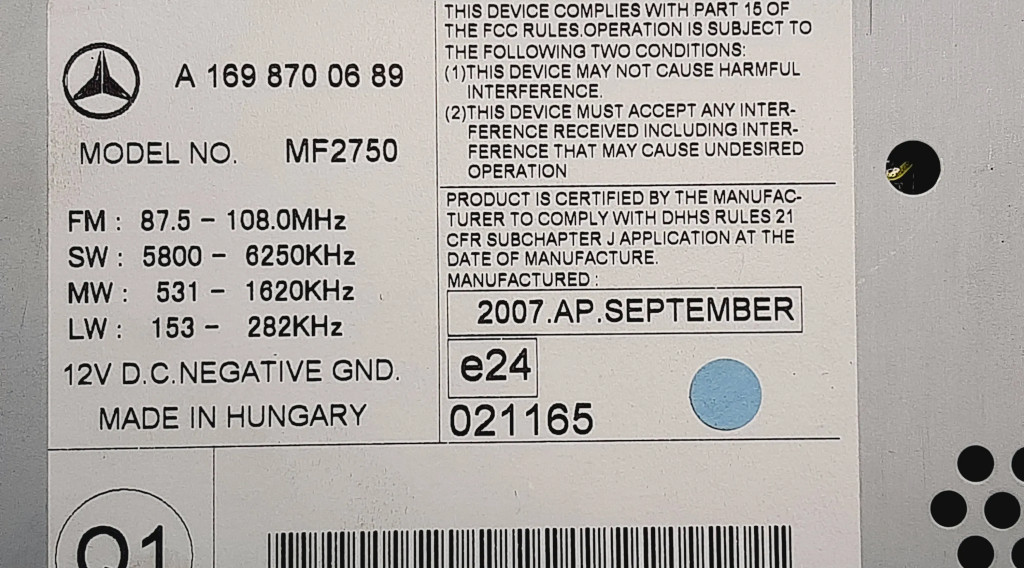 A 169 870 06 89
MODEL NO. MF2750
FM : 87.5 - 108.0MHz
SW : 5800 - 6250KHz
MW : 531 - 1620KHz
LW : 153 - 282KHz
12V D.C.NEGATIVE GND.
MADE IN HUNGARY
THIS DEVICE COMPLIES WITH PART 15 OF
THE FCC RULES.OPERATION IS SUBJECT TO
THE FOLLOWING TWO CONDITIONS:
(1)THIS DEVICE MAY NOT CAUSE HARMFUL
INTERFERENCE.
(2)THIS DEVICE MUST ACCEPT ANY INTER-
FERENCE RECEIVED INCLUDING INTER-
FERENCE THAT MAY CAUSE UNDESIRED
OPERATION
PRODUCT IS CERTIFIED BY THE MANUFAC-
TURER TO COMPLY WITH DHHS RULES 21
CFR SUBCHAPTER J APPLICATION AT THE
DATE OF MANUFACTURE.
MANUFACTURED :
2007.AP.SEPTEMBER
e24
021165
Q1